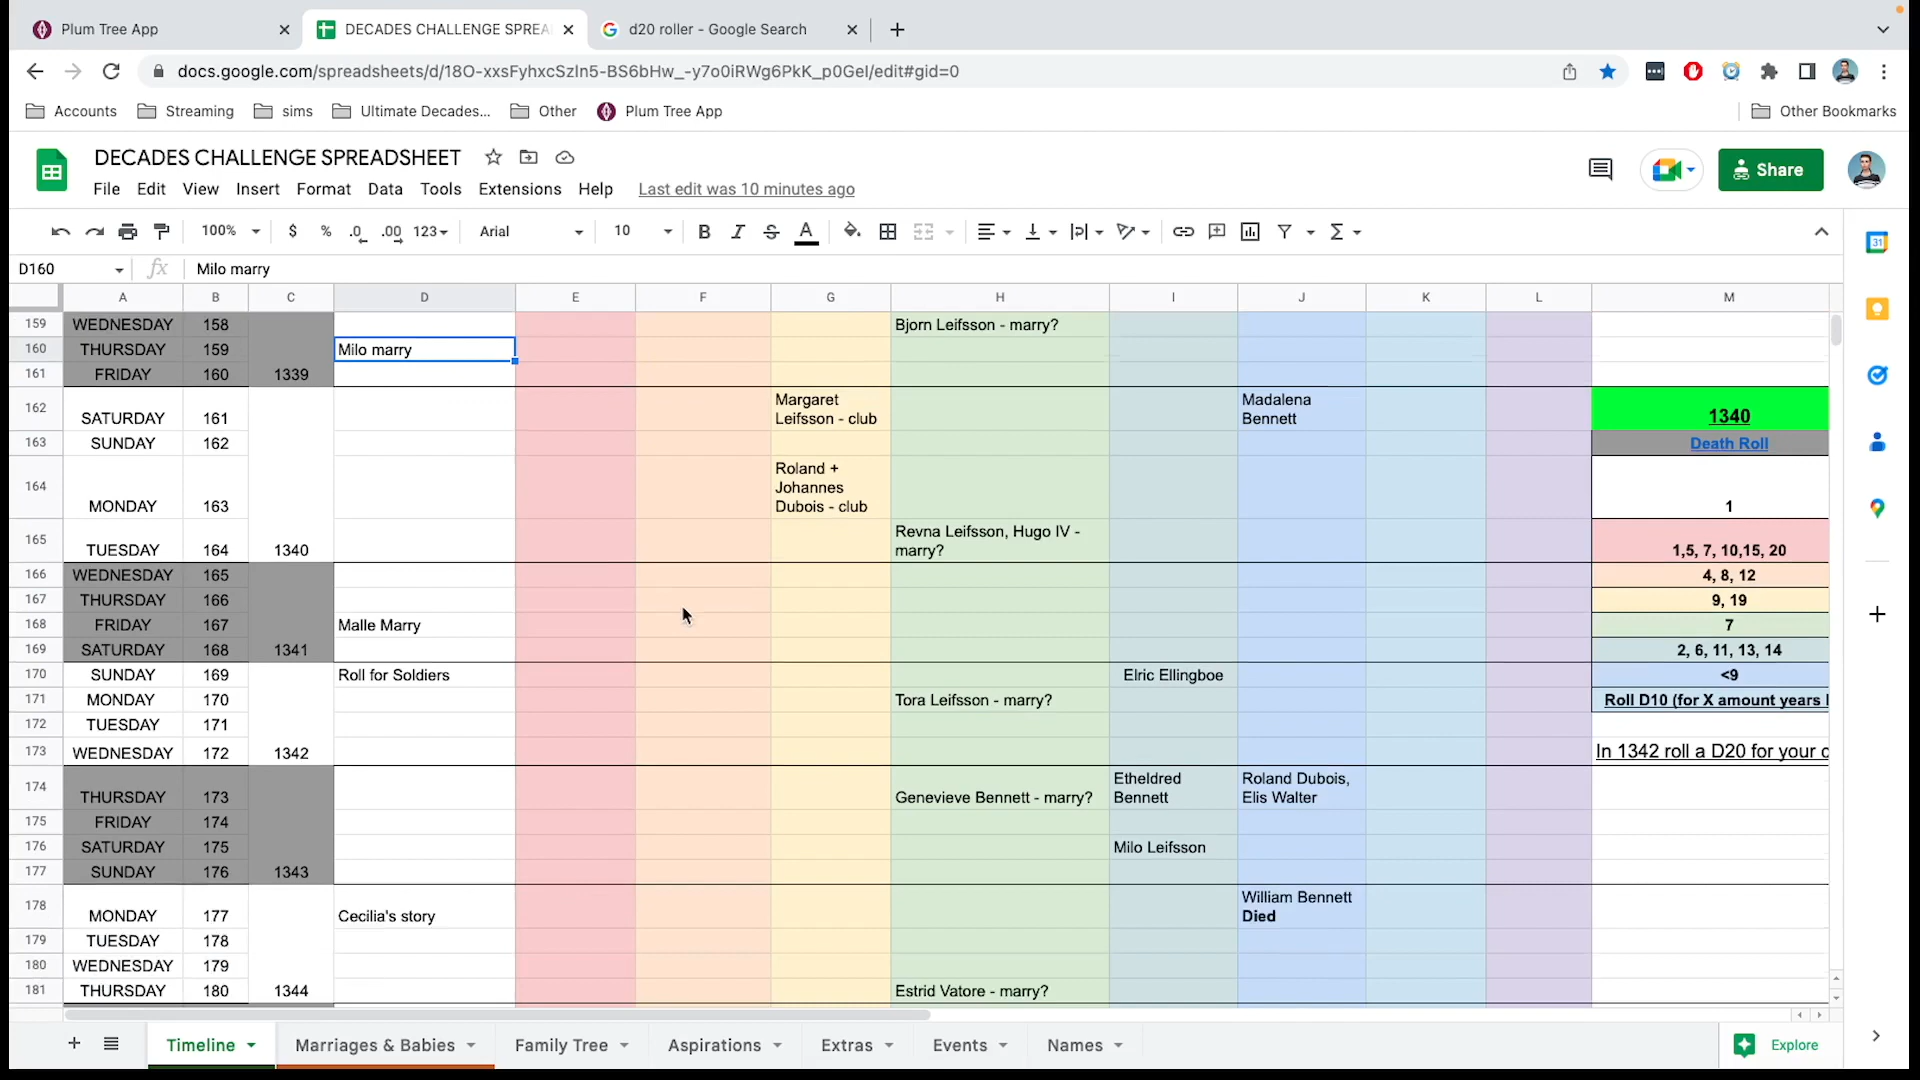 Plum Tree App
DECADES CHALLENGE SPREA
d20 roller - Google Search
docs.google.com/spreadsheets/d/18O-xxsFyhxcSzIn5-BS6bHw_-y7o0iRWg6PkK_p0GeI/edit#gid=0
Accounts Streaming sims Ultimate Decades... Other Plum Tree App Other Bookmarks
DECADES CHALLENGE SPREADSHEET
File Edit View Insert Format Data Tools Extensions Help Last edit was 10 minutes ago
Share
100% $ % .0 .00 123 Arial 10 B I S A
31
D160 fx Milo marry
A B C D E F G H I J K L M
159 WEDNESDAY 158 Bjorn Leifsson - marry?
160 THURSDAY 159 Milo marry
161 FRIDAY 160 1339
162 SATURDAY 161 Margaret
Leifsson - club
Madalena
Bennett
1340
163 SUNDAY 162 Death Roll
164 MONDAY 163 Roland +
Johannes
Dubois - club
1
165 TUESDAY 164 1340 Revna Leifsson, Hugo IV -
marry?
1,5, 7, 10,15, 20
166 WEDNESDAY 165 4, 8, 12
167 THURSDAY 166 9, 19
168 FRIDAY 167 Malle Marry 7
169 SATURDAY 168 1341 2, 6, 11, 13, 14
170 SUNDAY 169 Roll for Soldiers Elric Ellingboe <9
171 MONDAY 170 Tora Leifsson - marry? Roll D10 (for X amount years
172 TUESDAY 171
173 WEDNESDAY 172 1342 In 1342 roll a D20 for your
174 THURSDAY 173 Genevieve Bennett - marry? Etheldred
Bennett
Roland Dubois,
Elis Walter
175 FRIDAY 174
176 SATURDAY 175 Milo Leifsson
177 SUNDAY 176 1343
178 MONDAY 177 Cecilia's story William Bennett
Died
179 TUESDAY 178
180 WEDNESDAY 179
181 THURSDAY 180 1344 Estrid Vatore - marry?
Timeline Marriages & Babies Family Tree Aspirations Extras Events Names Explore